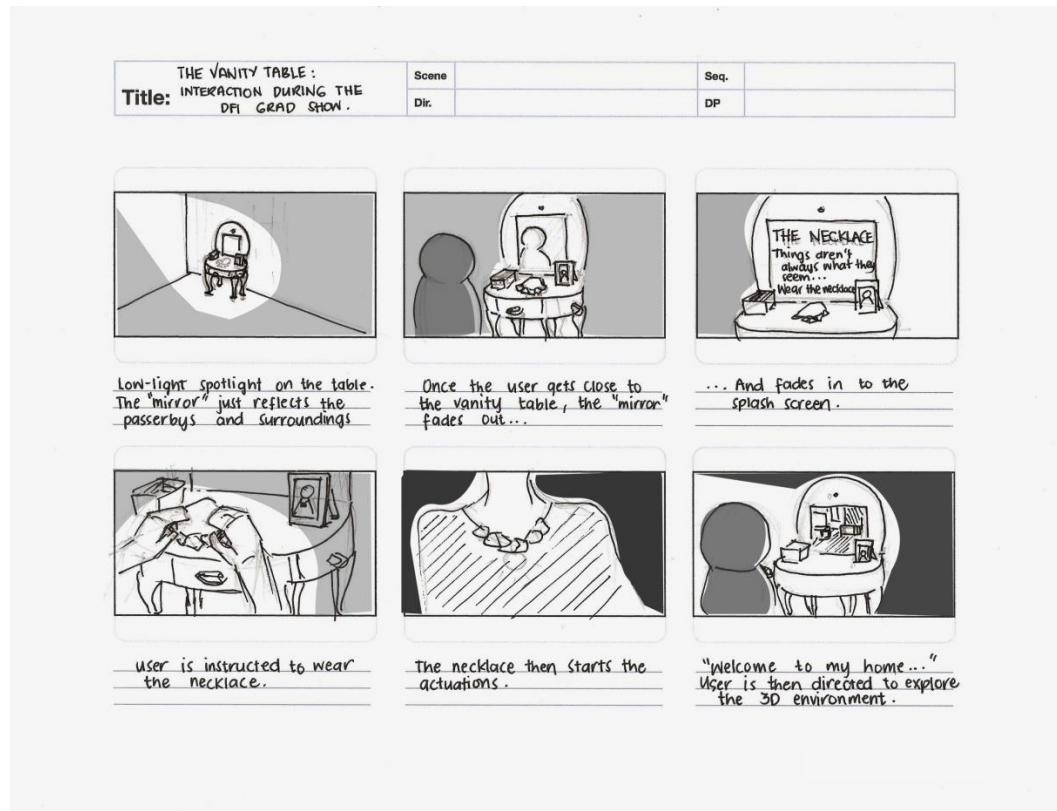 Title:
THE VANITY TABLE :
INTERACTION DURING THE
DFI GRAD SHOW.
Scene
Seq.
Dir.
DP
THE NECKLACE
Things aren't
always what they
seem...
Wear the necklace
Low-light spotlight on the table.
The "mirror" just reflects the
passerbys and surroundings
Once the user gets close to
the vanity table, the "mirror"
fades out...
... And fades in to the
splash screen.
user is instructed to wear
the necklace.
The necklace then starts the
actuations.
"Welcome to my home..."
User is then directed to explore
the 3D environment.